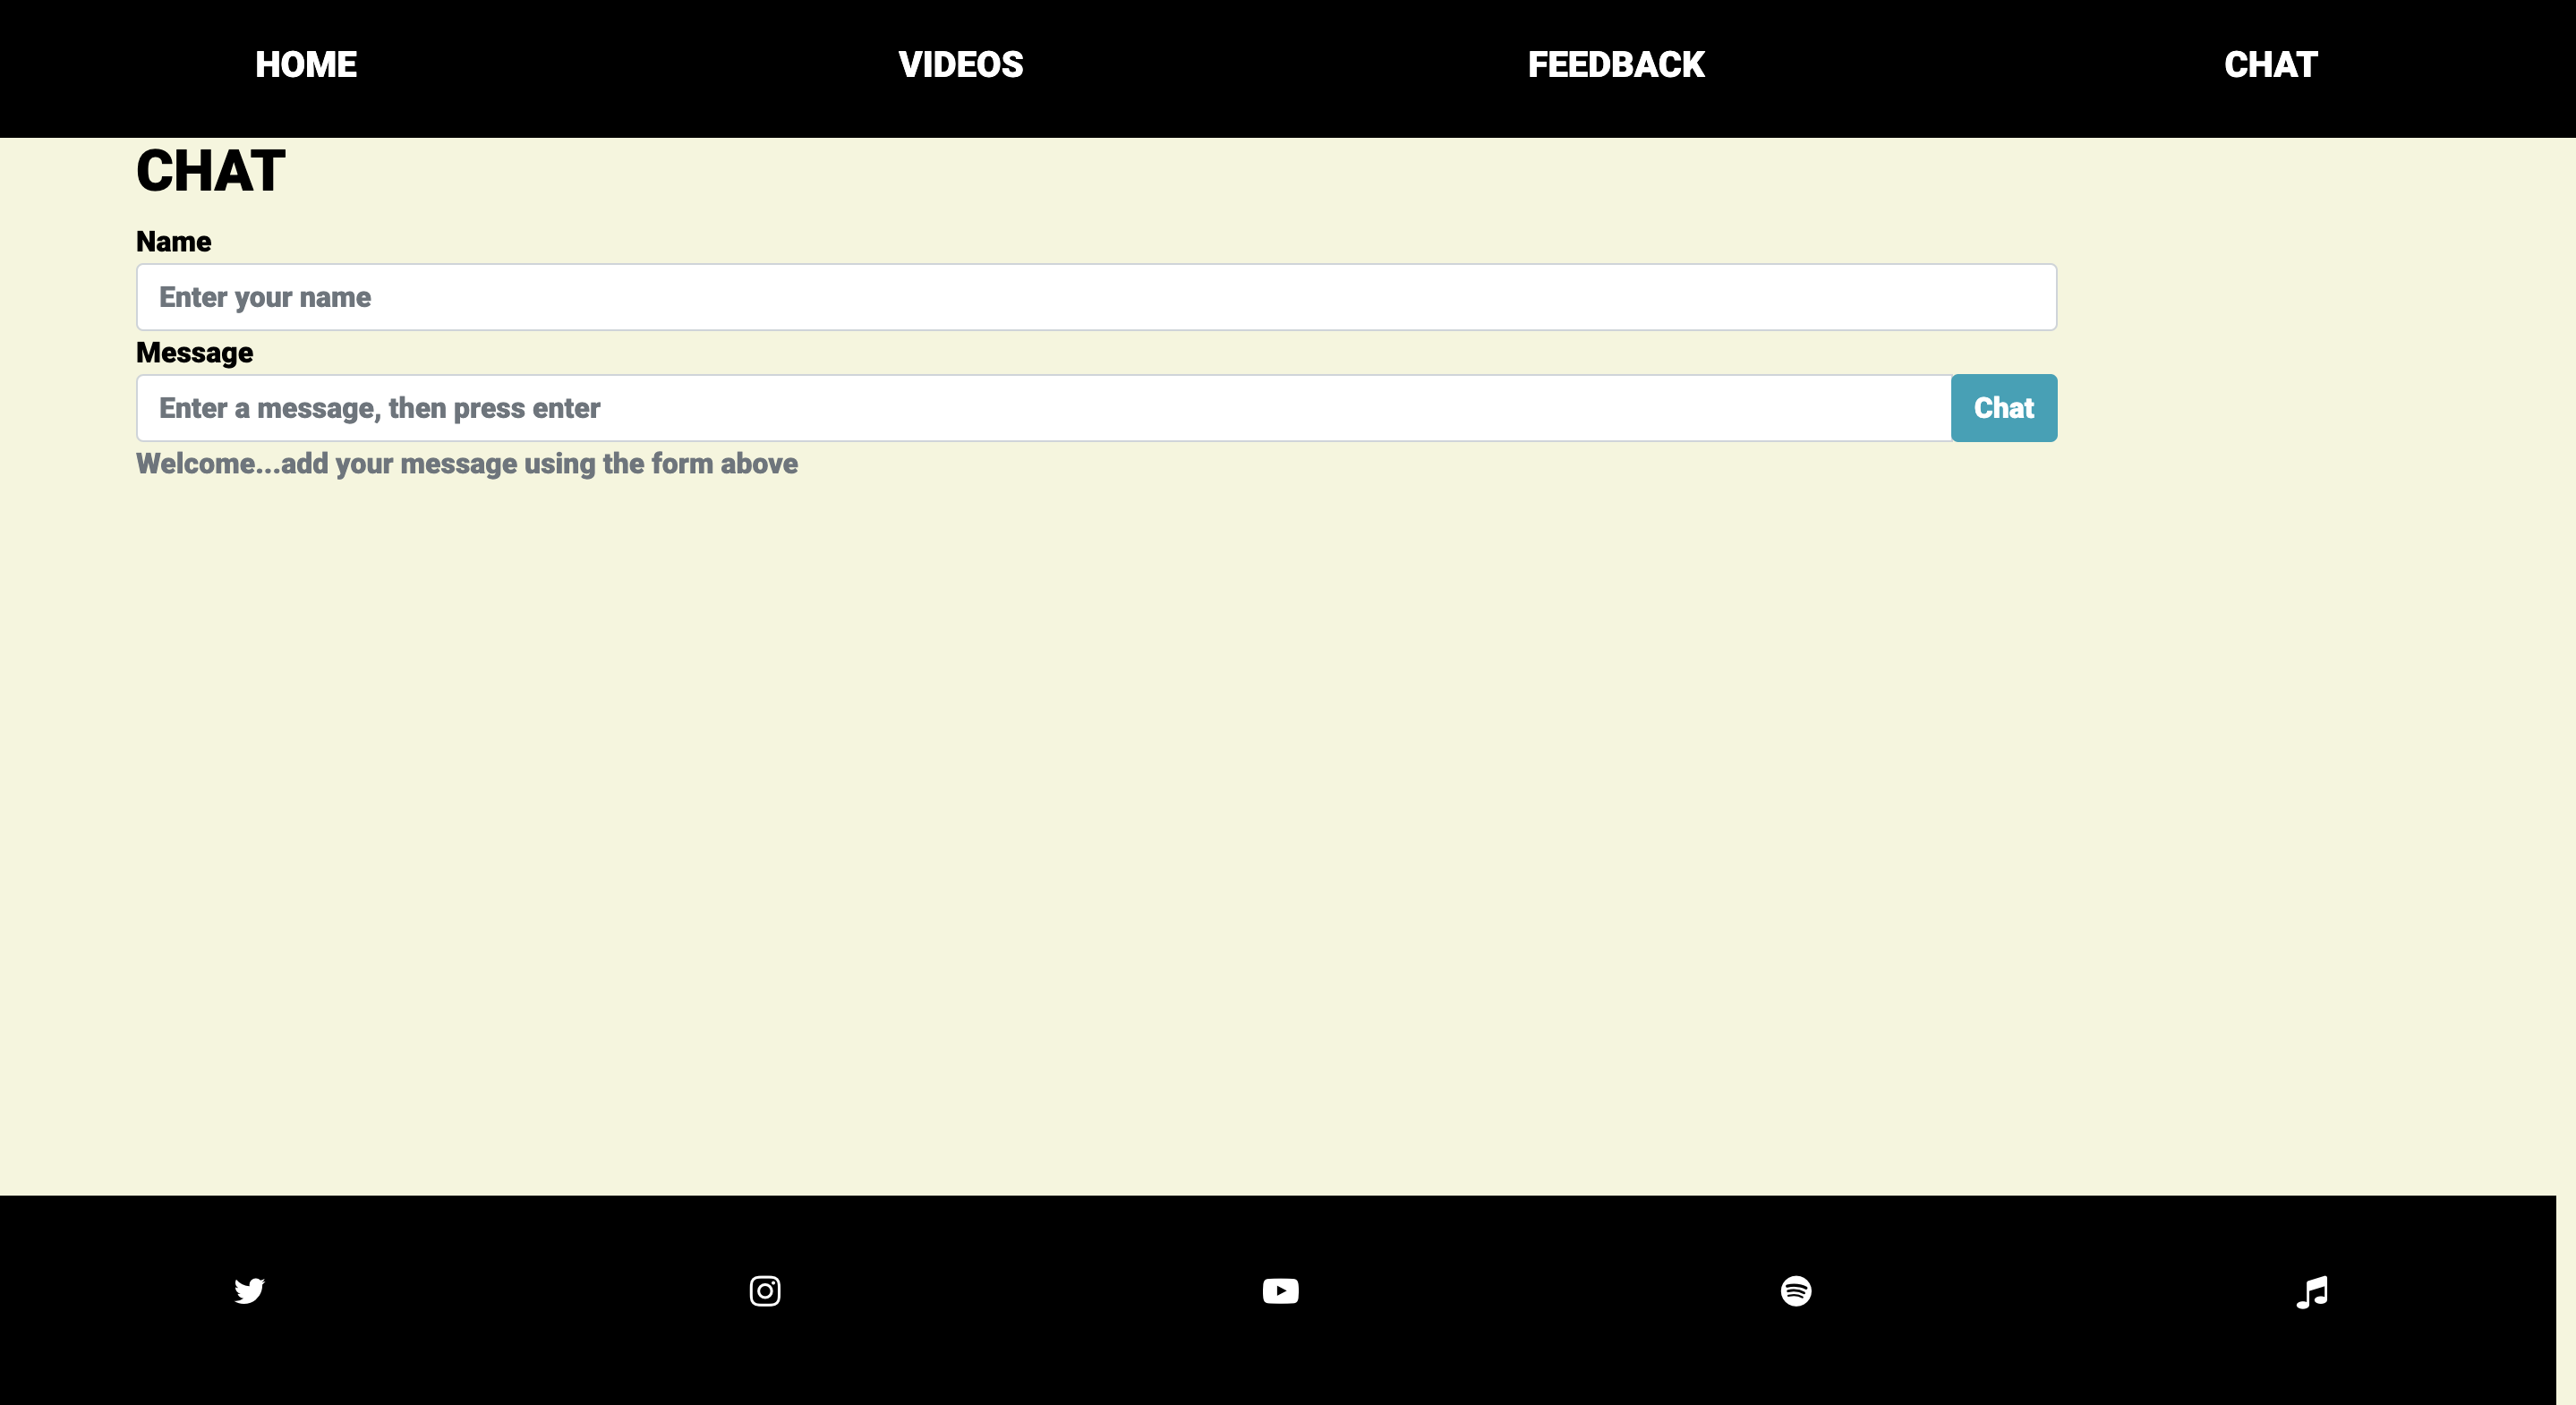 HOME VIDEOS FEEDBACK CHAT
CHAT
Name
Enter your name
Message
Enter a message, then press enter Chat
Welcome...add your message using the form above